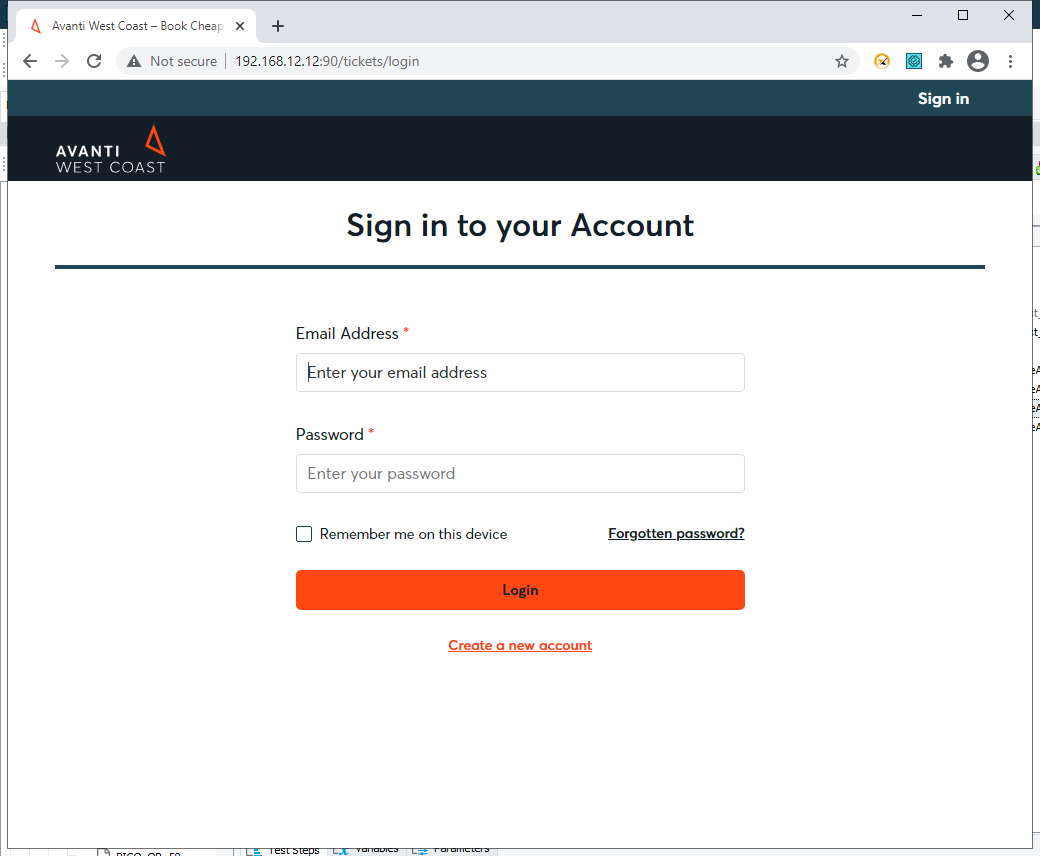 Avanti West Coast – Book Cheap
Not secure
192.168.12.12:90/tickets/login
Sign in
AVANTI
WEST COAST
Sign in to your Account
Email Address *
Enter your email address
Password *
Enter your password
Remember me on this device
Forgotten password?
Login
Create a new account
Test Steps
Variables
Parameters